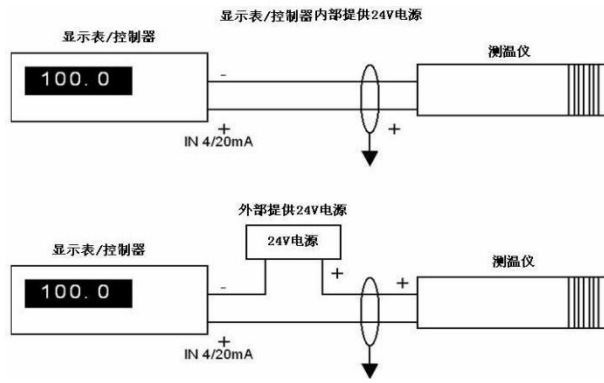 显示表/控制器内部提供24V电源
显示表/控制器
测温仪
100.0
-
+
+
IN 4/20mA
外部提供24V电源
显示表/控制器
24V电源
测温仪
100.0
-
+
+
+
IN 4/20mA